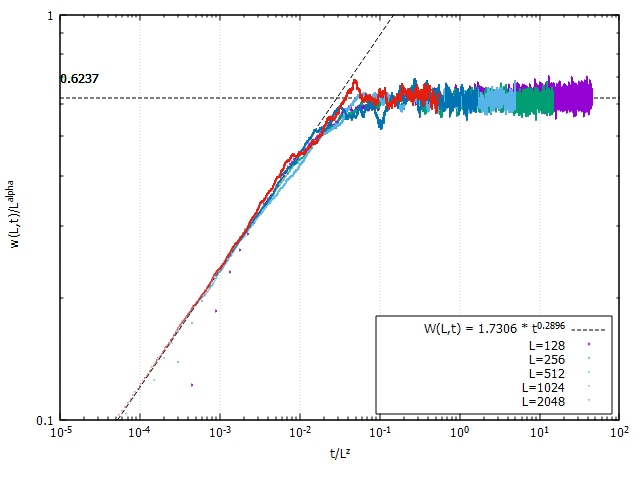 1
0.6237
w(L,t)/L^alpha
W(L,t) = 1.7306 * t^0.2896
L=128
L=256
L=512
L=1024
L=2048
0.1
10^-5 10^-4 10^-3 10^-2 10^-1 10^0 10^1 10^2
t/L^z